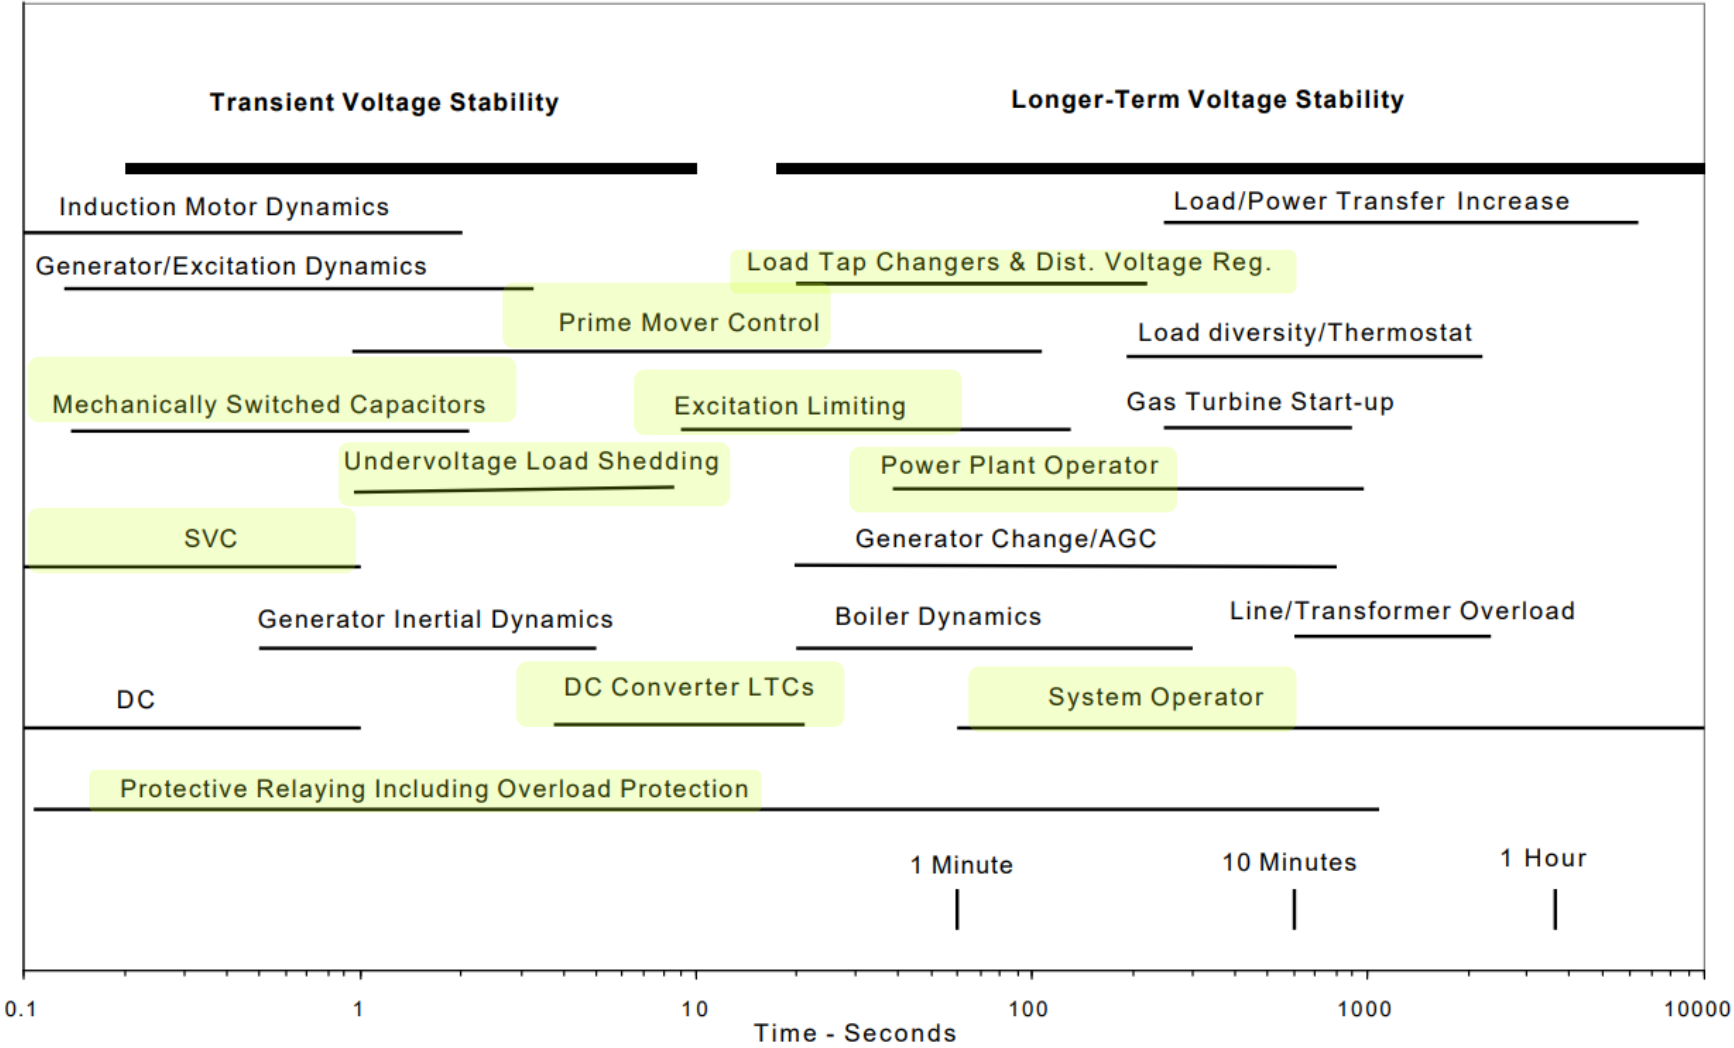 Transient Voltage Stability
Longer-Term Voltage Stability
Induction Motor Dynamics
Load/Power Transfer Increase
Generator/Excitation Dynamics
Load Tap Changers & Dist. Voltage Reg.
Prime Mover Control
Load diversity/Thermostat
Mechanically Switched Capacitors
Excitation Limiting
Gas Turbine Start-up
Undervoltage Load Shedding
Power Plant Operator
SVC
Generator Change/AGC
Generator Inertial Dynamics
Boiler Dynamics
Line/Transformer Overload
DC
DC Converter LTCs
System Operator
Protective Relaying Including Overload Protection
1 Minute
10 Minutes
1 Hour
0.1 1 10 100 1000 10000
Time - Seconds